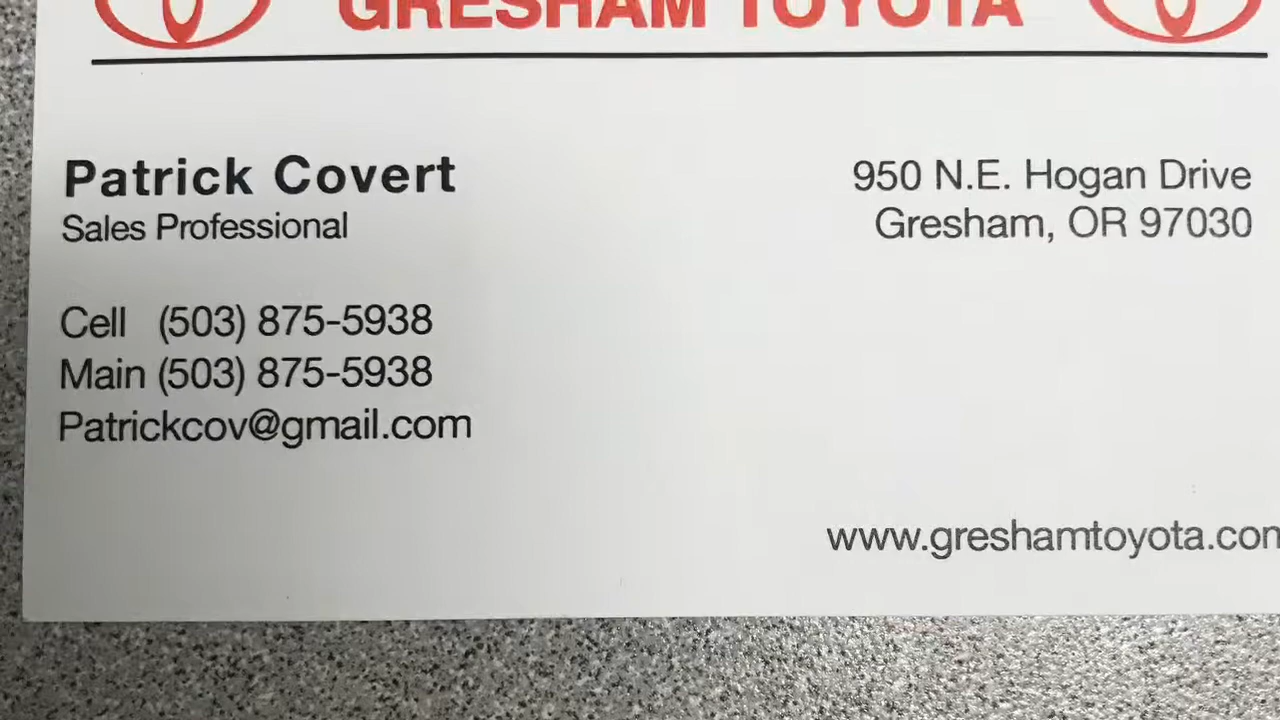 GRESHAM TOYOTA
Patrick Covert
Sales Professional
950 N.E. Hogan Drive
Gresham, OR 97030
Cell (503) 875-5938
Main (503) 875-5938
Patrickcov@gmail.com
www.greshamtoyota.com